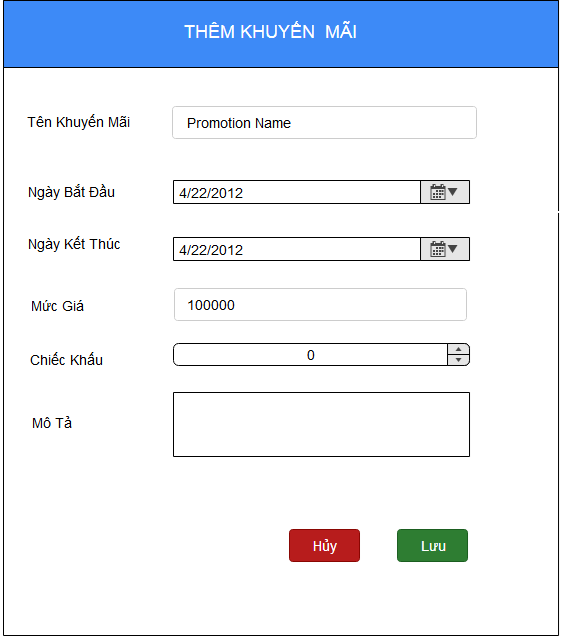 THÊM KHUYẾN MÃI
Tên Khuyến Mãi
Promotion Name
Ngày Bắt Đầu
4/22/2012
Ngày Kết Thúc
4/22/2012
Mức Giá
100000
Chiếc Khấu
0
Mô Tả
Hủy
Lưu